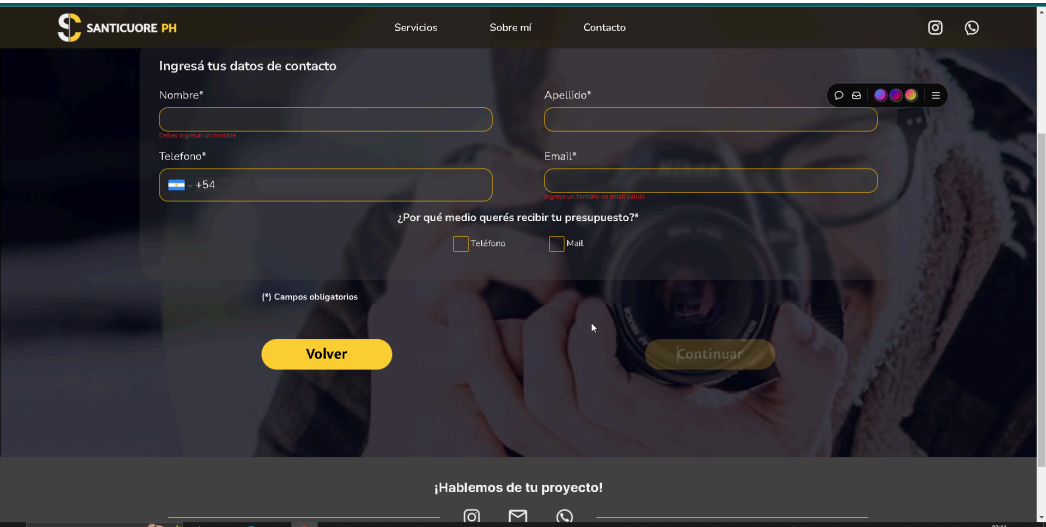 SANTICUORE PH
Servicios
Sobre mí
Contacto
Ingresá tus datos de contacto
Nombre*
Apellido*
Debes ingresar un nombre
Telefono*
Email*
+54
Ingrese un formato de email válido
¿Por qué medio querés recibir tu presupuesto?*
Teléfono
Mail
(*) Campos obligatorios
Volver
Continuar
¡Hablemos de tu proyecto!